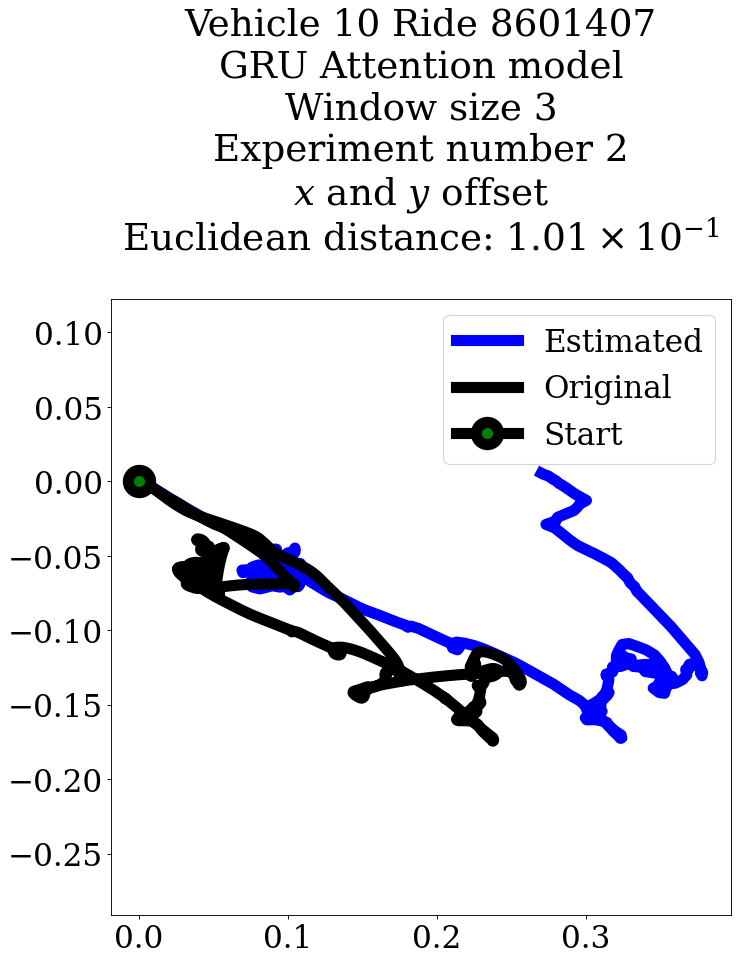 Vehicle 10 Ride 8601407
GRU Attention model
Window size 3
Experiment number 2
x and y offset
Euclidean distance: 1.01 × 10⁻¹
Estimated
Original
Start
0.10
0.05
0.00
−0.05
−0.10
−0.15
−0.20
−0.25
0.0 0.1 0.2 0.3